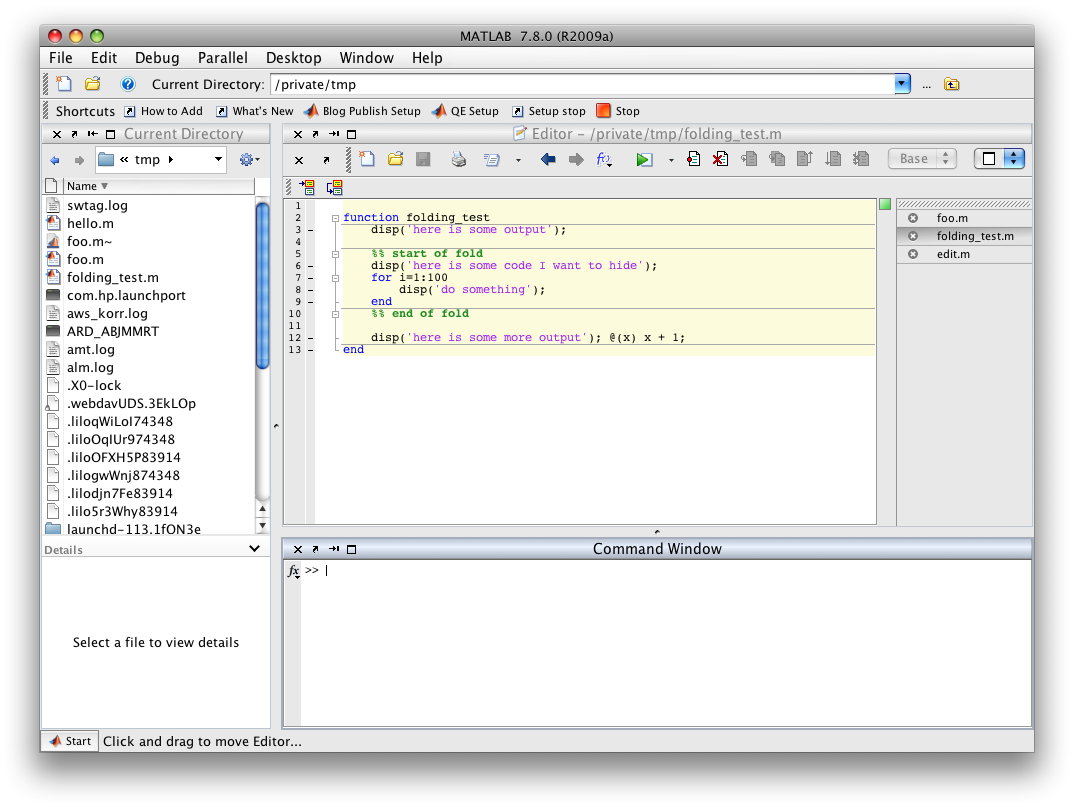 MATLAB 7.8.0 (R2009a)
File Edit Debug Parallel Desktop Window Help
Current Directory: /private/tmp ...
Shortcuts How to Add What's New Blog Publish Setup QE Setup Setup stop Stop
Current Directory
« tmp
Name
swtag.log
hello.m
foo.m~
foo.m
folding_test.m
com.hp.launchport
aws_korr.log
ARD_ABJMMRT
amt.log
alm.log
.X0-lock
.webdavUDS.3EkLOp
.liloqWiLoI74348
.liloOqIUr974348
.liloOFXH5P83914
.lilogwWnj874348
.lilodjn7Fe83914
.lilo5r3Why83914
launchd-113.1fON3e
Details
Select a file to view details
Editor - /private/tmp/folding_test.m
Base
1
2 function folding_test
3 - disp('here is some output');
4
5 %% start of fold
6 - disp('here is some code I want to hide');
7 - for i=1:100
8 - disp('do something');
9 - end
10 %% end of fold
11
12 - disp('here is some more output'); @(x) x + 1;
13 - end
foo.m
folding_test.m
edit.m
Command Window
fx >>
Start Click and drag to move Editor...